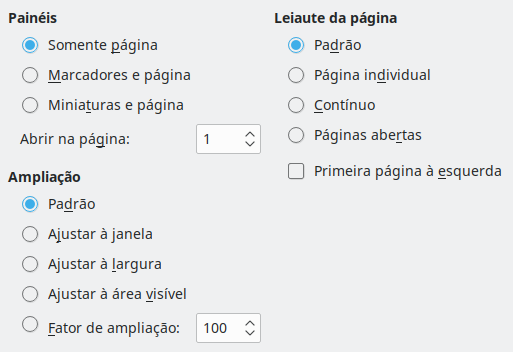 Painéis
Somente página
Marcadores e página
Miniaturas e página
Abrir na página: 1
Ampliação
Padrão
Ajustar à janela
Ajustar à largura
Ajustar à área visível
Fator de ampliação: 100
Leiaute da página
Padrão
Página individual
Contínuo
Páginas abertas
Primeira página à esquerda